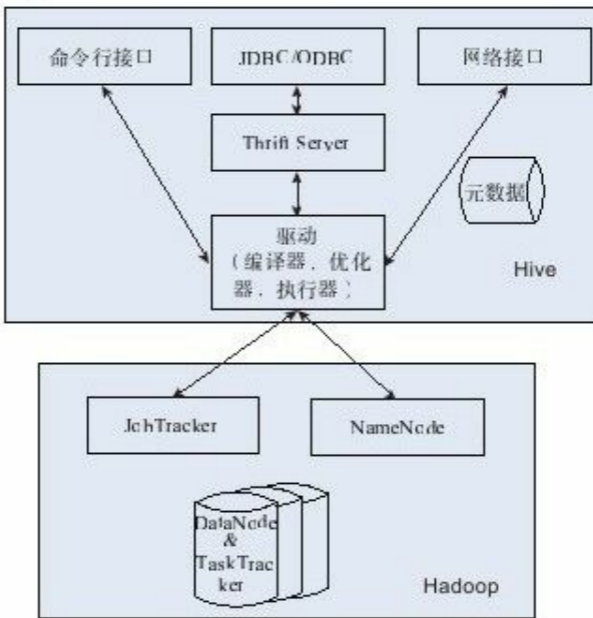 命令行接口
JDBC/ODBC
网络接口
Thrift Server
元数据
驱动
(编译器、优化
器、执行器)
Hive
JobTracker
NameNode
DataNode
&
TaskTrac
ker
Hadoop